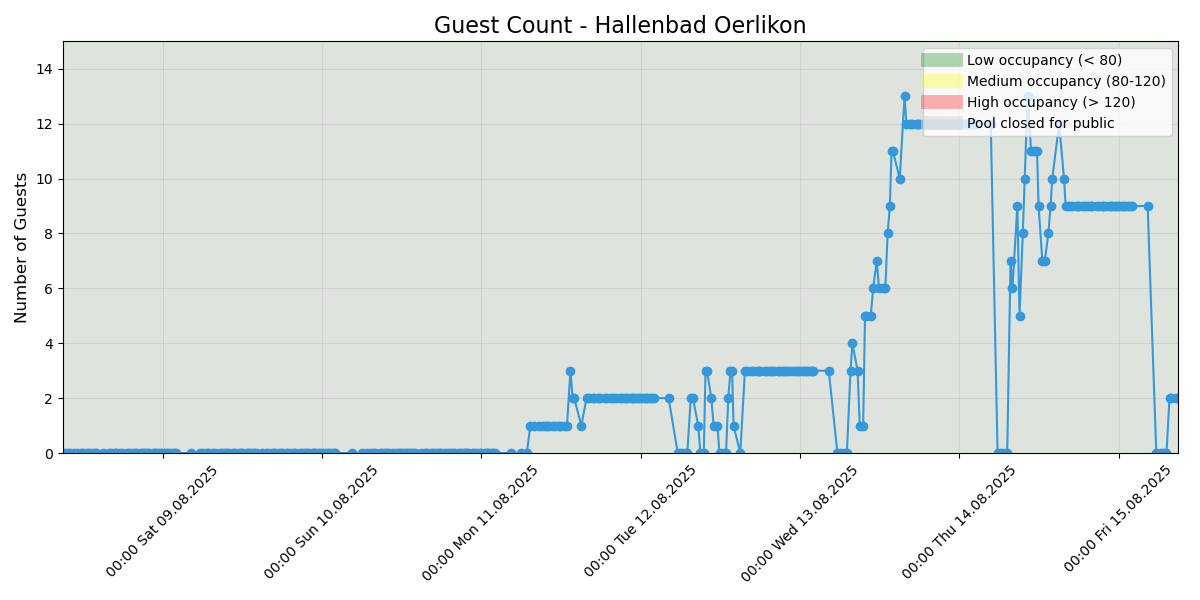 Guest Count - Hallenbad Oerlikon
Low occupancy (< 80)
Medium occupancy (80-120)
High occupancy (> 120)
Pool closed for public
Number of Guests
14
12
10
8
6
4
2
0
00:00 Sat 09.08.2025
00:00 Sun 10.08.2025
00:00 Mon 11.08.2025
00:00 Tue 12.08.2025
00:00 Wed 13.08.2025
00:00 Thu 14.08.2025
00:00 Fri 15.08.2025